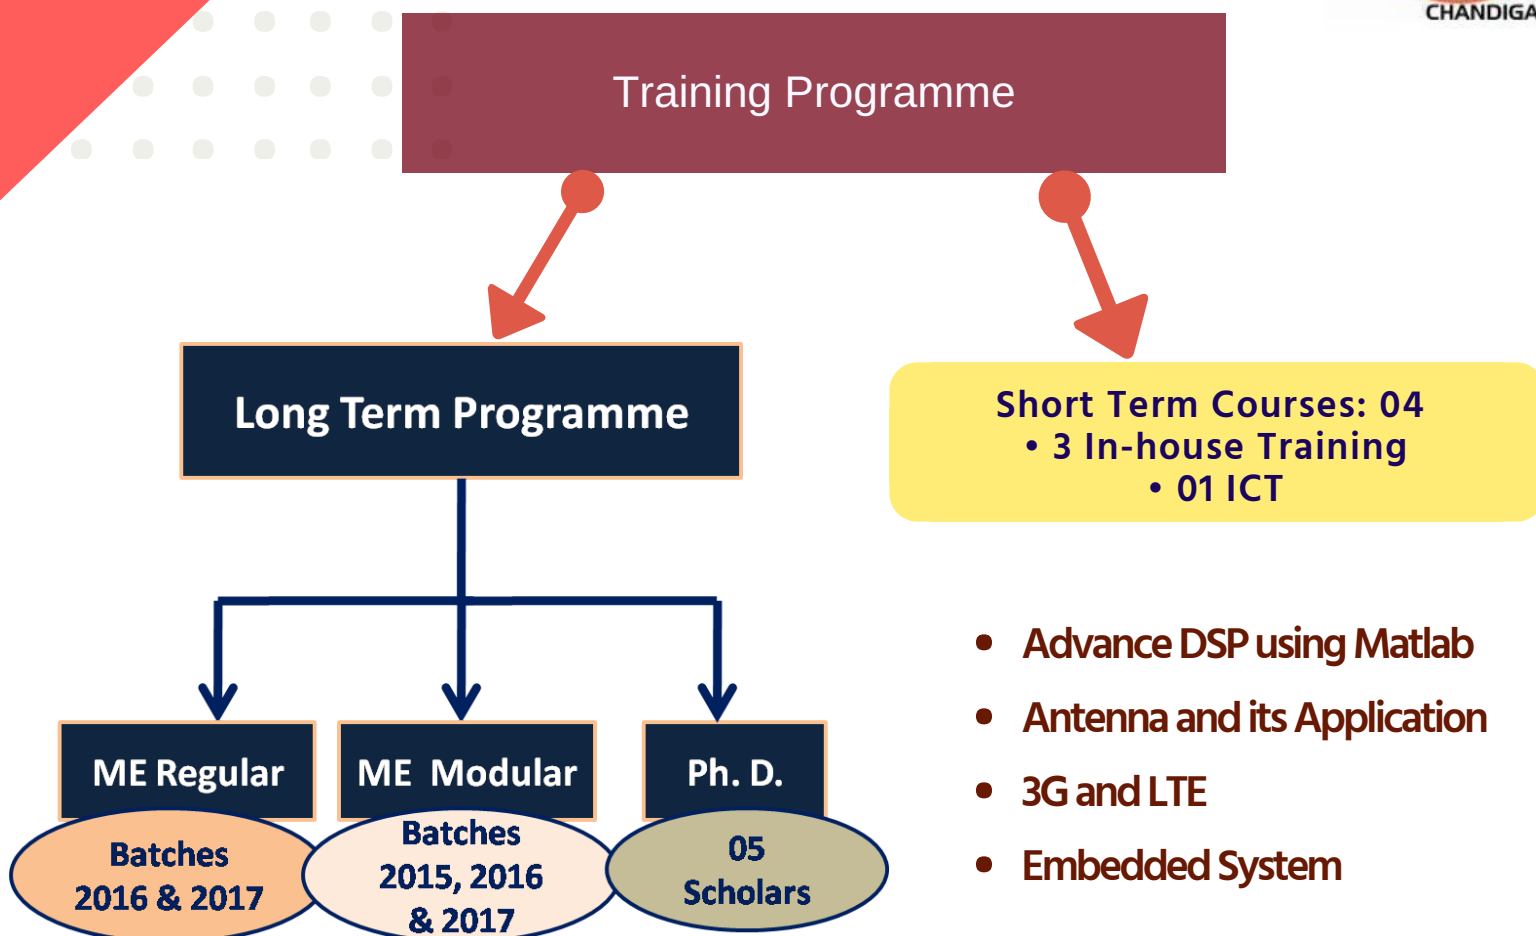 CHANDIGA
Training Programme
Long Term Programme
Short Term Courses: 04
• 3 In-house Training
• 01 ICT
ME Regular
ME Modular
Ph. D.
Batches
2016 & 2017
Batches
2015, 2016
& 2017
05
Scholars
• Advance DSP using Matlab
• Antenna and its Application
• 3G and LTE
• Embedded System